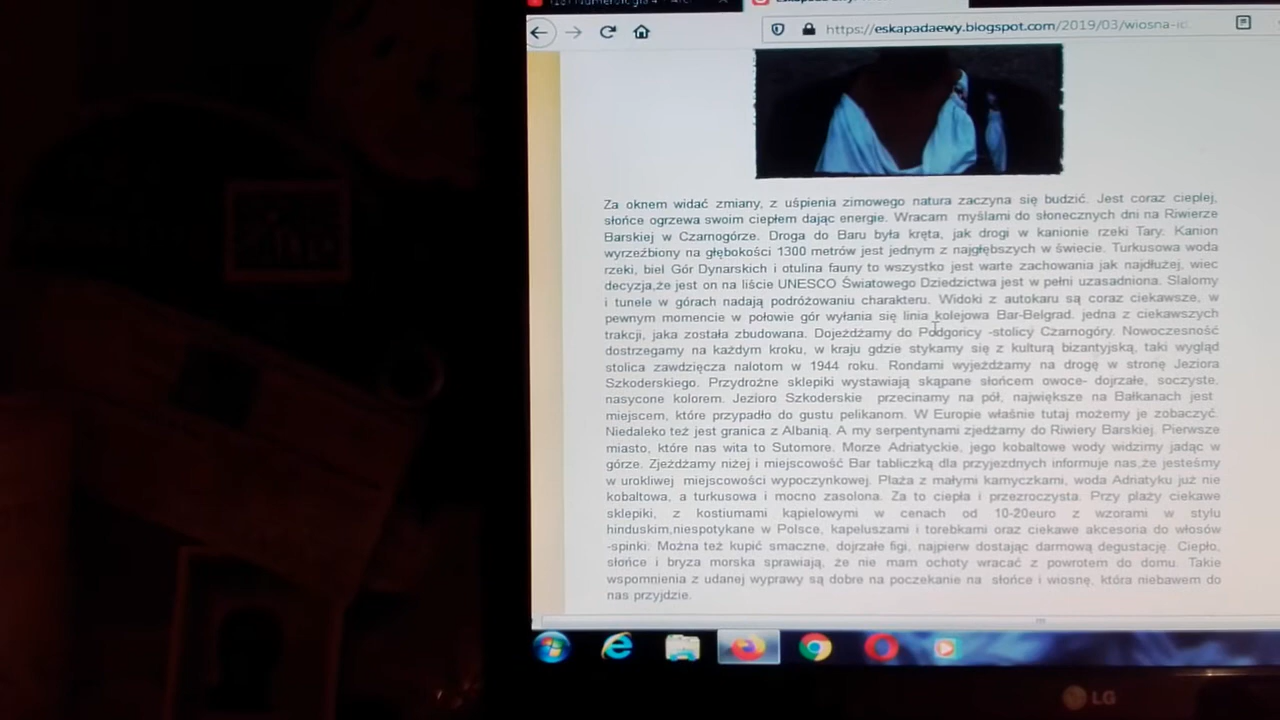 https://eskapadaewy.blogspot.com/2019/03/wiosna-
Za oknem widać zmiany, z uśpienia zimowego natura zaczyna się budzić. Jest coraz cieplej,
słońce ogrzewa swoim ciepłem dając energie. Wracam myślami do słonecznych dni na Riwierze
Barskiej w Czarnogórze. Droga do Baru była kręta, jak drogi w kanionie rzeki Tary. Kanion
wyrzeźbiony na głębokości 1300 metrów jest jednym z najgłębszych w świecie. Turkusowa woda
rzeki, biel Gór Dynarskich i otulina fauny to wszystko jest warte zachowania jak najdłużej, wiec
decyzja,że jest on na liście UNESCO Światowego Dziedzictwa jest w pełni uzasadniona. Slalomy
i tunele w górach nadają podróżowaniu charakteru. Widoki z autokaru są coraz ciekawsze, w
pewnym momencie w połowie gór wyłania się linia kolejowa Bar-Belgrad. jedna z ciekawszych
trakcji, jaka została zbudowana. Dojeżdżamy do Podgoricy -stolicy Czarnogóry. Nowoczesność
dostrzegamy na każdym kroku, w kraju gdzie stykamy się z kulturą bizantyjską, taki wygląd
stolica zawdzięcza nalotom w 1944 roku. Rondami wyjeżdżamy na drogę w stronę Jeziora
Szkoderskiego. Przydrożne sklepiki wystawiają skąpane słońcem owoce- dojrzałe, soczyste,
nasycone kolorem. Jezioro Szkoderskie przecinamy na pół, największe na Bałkanach jest
miejscem, które przypadło do gustu pelikanom. W Europie właśnie tutaj możemy je zobaczyć.
Niedaleko też jest granica z Albanią. A my serpentynami zjedżamy do Riwiery Barskiej. Pierwsze
miasto, które nas wita to Sutomore. Morze Adriatyckie, jego kobaltowe wody widzimy jadąc w
górze. Zjeżdżamy niżej i miejscowość Bar tabliczką dla przyjezdnych informuje nas,że jesteśmy
w urokliwej miejscowości wypoczynkowej. Plaża z małymi kamyczkami, woda Adriatyku już nie
kobaltowa, a turkusowa i mocno zasolona. Za to ciepła i przezroczysta. Przy plaży ciekawe
sklepiki, z kostiumami kąpielowymi w cenach od 10-20euro z wzorami w stylu
hinduskim,niespotykane w Polsce, kapeluszami i torebkami oraz ciekawe akcesoria do włosów
-spinki. Można też kupić smaczne, dojrzałe figi, najpierw dostając darmową degustację. Ciepło,
słońce i bryza morska sprawiają, że nie mam ochoty wracać z powrotem do domu. Takie
wspomnienia z udanej wyprawy są dobre na poczekanie na słońce i wiosnę, która niebawem do
nas przyjdzie.
LG